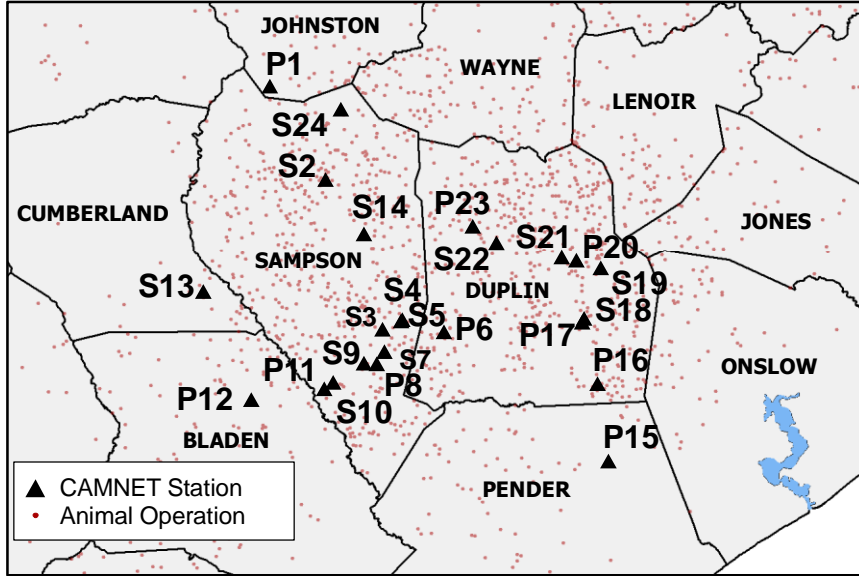 JOHNSTON
P1
WAYNE
LENOIR
S24
S2
CUMBERLAND
S14
P23
JONES
SAMPSON
S22
S21
P20
S19
S13
S4
DUPLIN
S3
S5
P6
P17
S18
S9
S7
P8
P16
ONSLOW
P11
P12
S10
BLADEN
P15
PENDER
CAMNET Station
Animal Operation